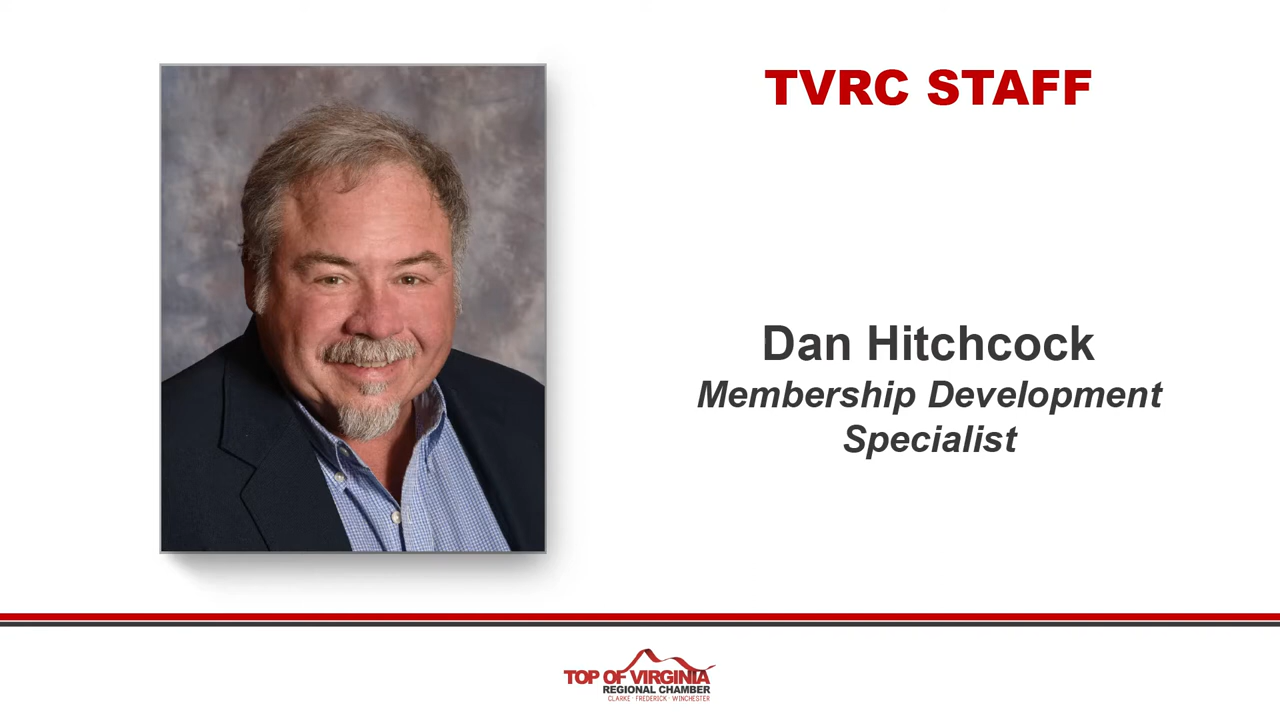 TVRC STAFF
Dan Hitchcock
Membership Development
Specialist
TOP OF VIRGINIA
REGIONAL CHAMBER
CLARKE · FREDERICK · WINCHESTER